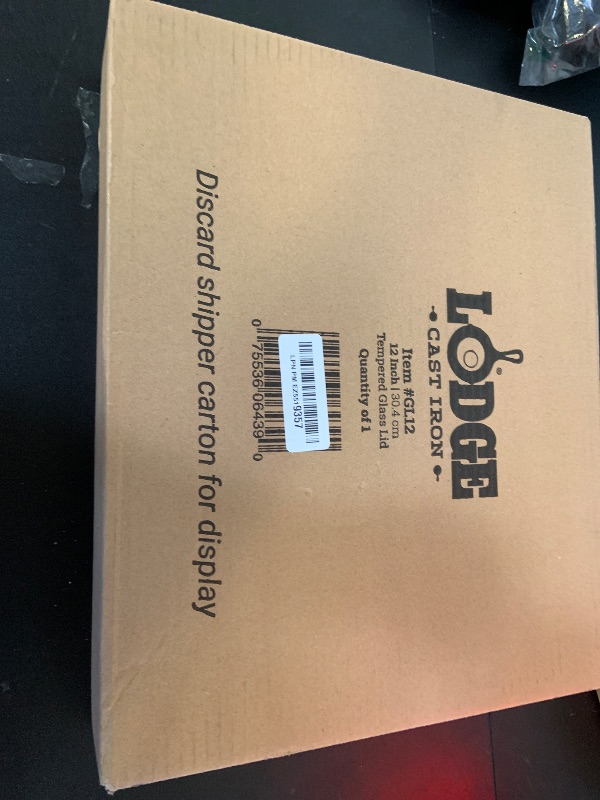 LODGE®
CAST IRON
Item #GL12
12 Inch | 30.4 cm
Tempered Glass Lid
Quantity of 1
9357
0 75536 06439 0
Discard shipper carton for display